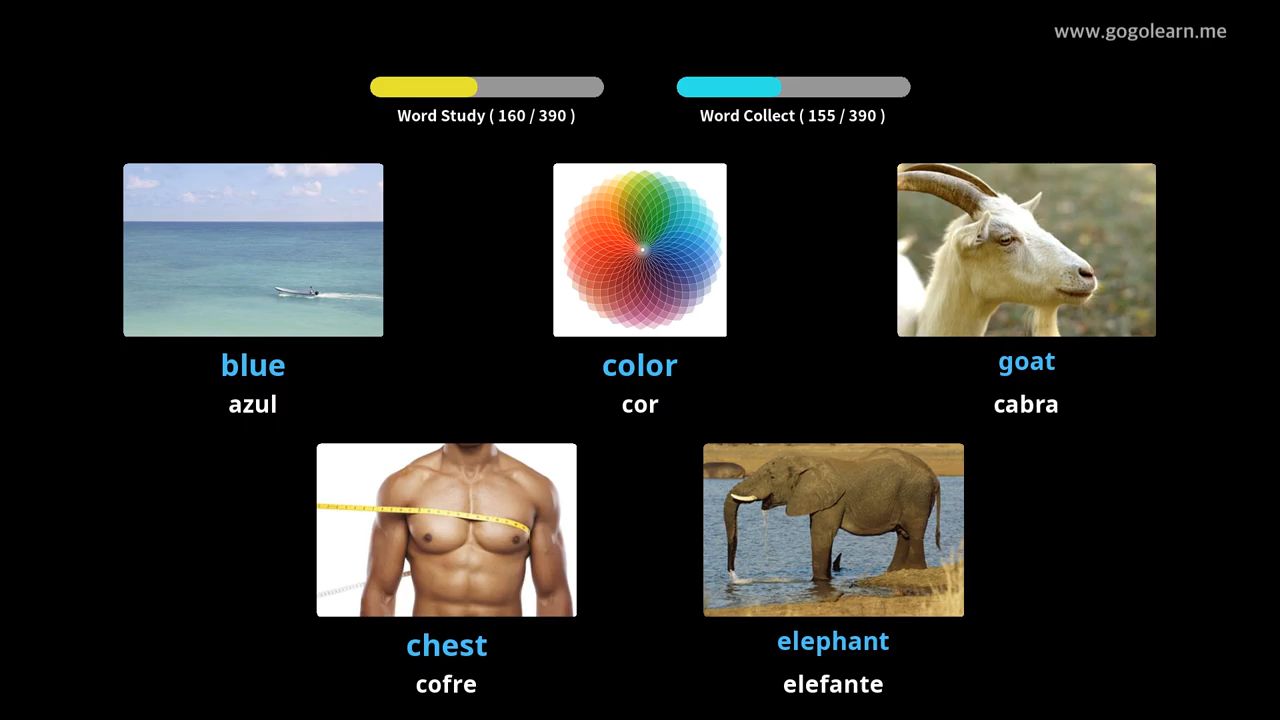 www.gogolearn.me
Word Study ( 160 / 390 )
Word Collect ( 155 / 390 )
blue
azul
color
cor
goat
cabra
chest
cofre
elephant
elefante